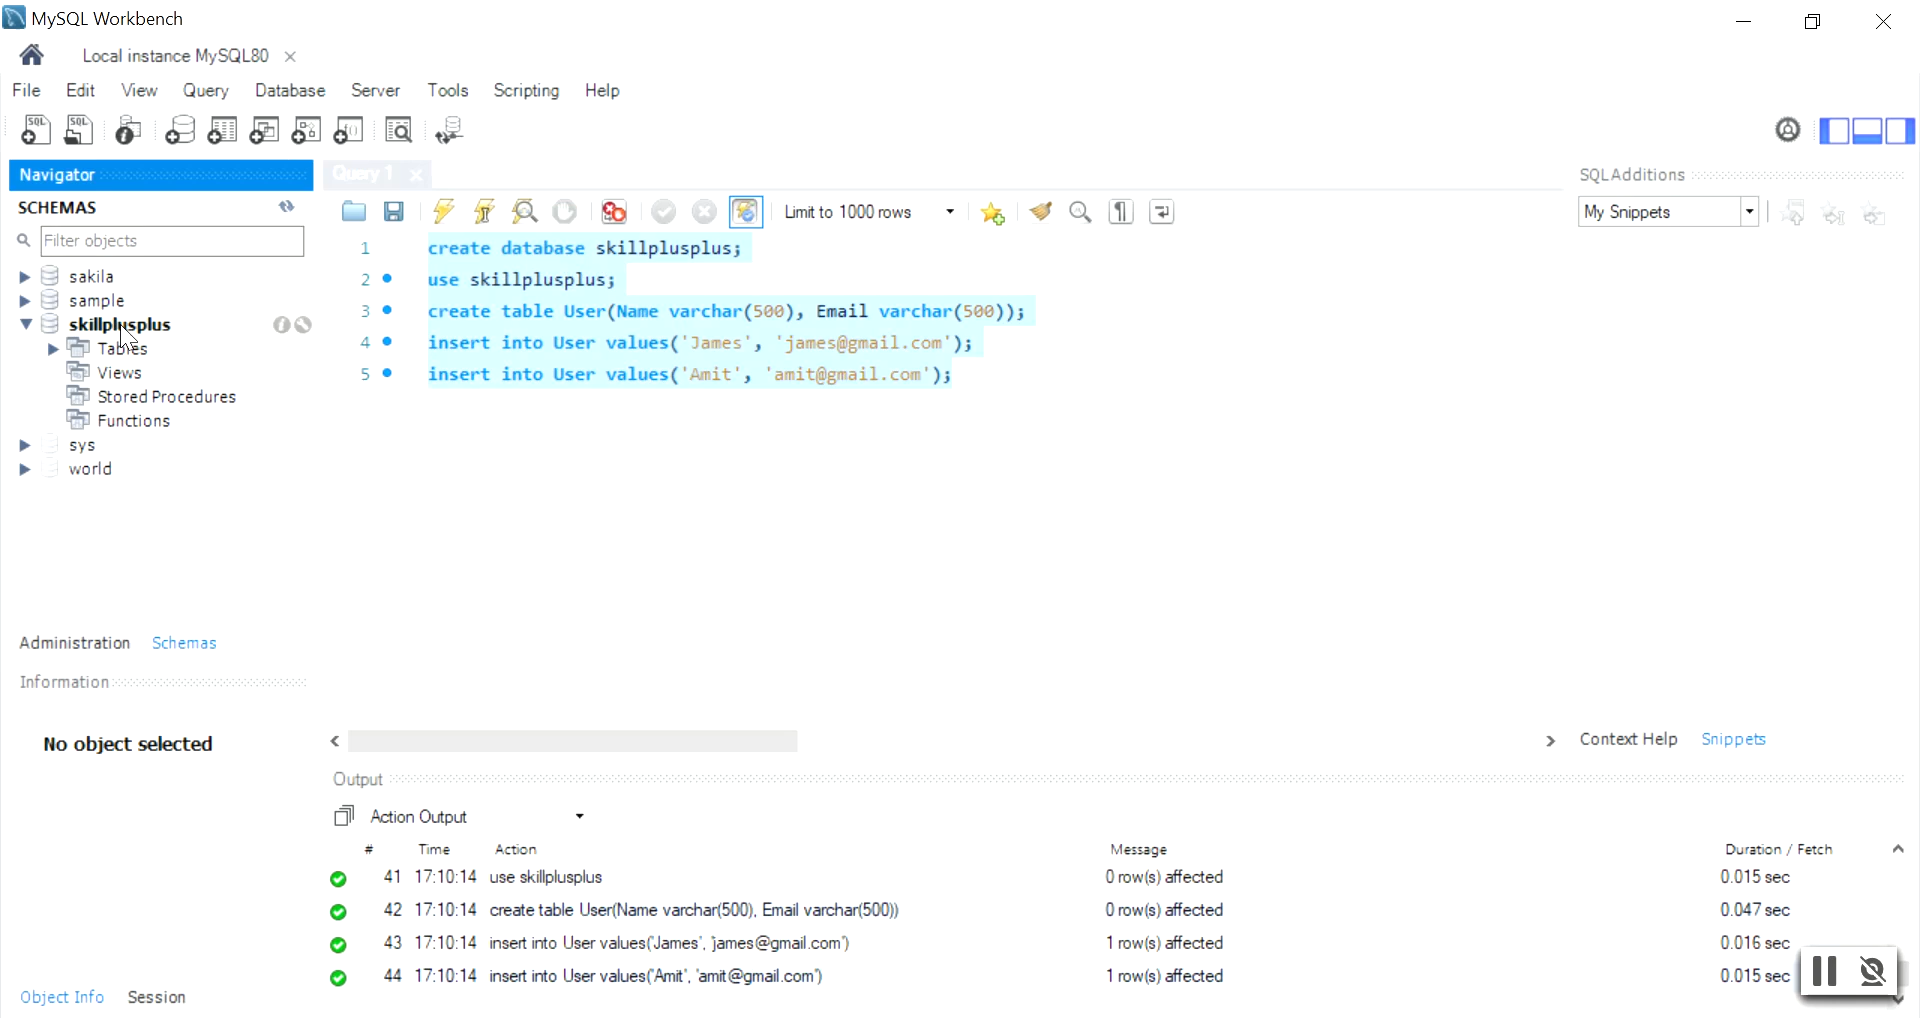 MySQL Workbench
Local instance MySQL80
File Edit View Query Database Server Tools Scripting Help
Navigator
SCHEMAS
Filter objects
sakila
sample
skillplusplus
Tables
Views
Stored Procedures
Functions
sys
world
Administration Schemas
Information
No object selected
Object Info Session
Query 1
Limit to 1000 rows
1 create database skillplusplus;
2 use skillplusplus;
3 create table User(Name varchar(500), Email varchar(500));
4 insert into User values('James', 'james@gmail.com');
5 insert into User values('Amit', 'amit@gmail.com');
SQLAdditions
My Snippets
Context Help Snippets
Output
Action Output
# Time Action Message Duration / Fetch
41 17:10:14 use skillplusplus 0 row(s) affected 0.015 sec
42 17:10:14 create table User(Name varchar(500), Email varchar(500)) 0 row(s) affected 0.047 sec
43 17:10:14 insert into User values('James', 'james@gmail.com') 1 row(s) affected 0.016 sec
44 17:10:14 insert into User values('Amit', 'amit@gmail.com') 1 row(s) affected 0.015 sec